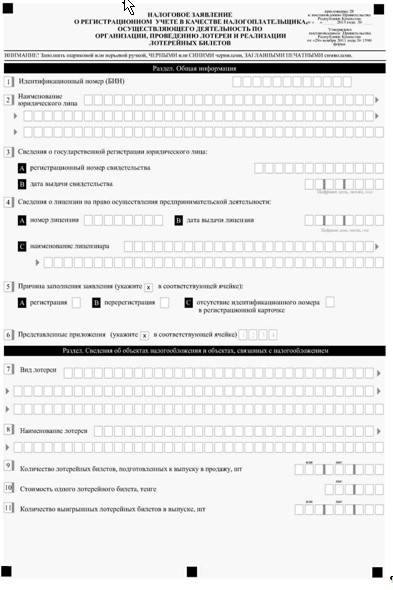 приложение 28
к постановлению Правительства
Республики Казахстан
НАЛОГОВОЕ ЗАЯВЛЕНИЕ
О РЕГИСТРАЦИОННОМ УЧЕТЕ В КАЧЕСТВЕ НАЛОГОПЛАТЕЛЬЩИКА,
ОСУЩЕСТВЛЯЮЩЕГО ДЕЯТЕЛЬНОСТЬ ПО
ОРГАНИЗАЦИИ, ПРОВЕДЕНИЮ ЛОТЕРЕИ И РЕАЛИЗАЦИИ
ЛОТЕРЕЙНЫХ БИЛЕТОВ
Утверждена
постановлением Правительства
Республики Казахстан
форма
ВНИМАНИЕ! Заполнять шариковой или перьевой ручкой, ЧЕРНЫМИ или СИНИМИ чернилами, ЗАГЛАВНЫМИ ПЕЧАТНЫМИ символами.
Раздел. Общая информация
1 Идентификационный номер (БИН)
2 Наименование
юридического лица
3 Сведения о государственной регистрации юридического лица:
A регистрационный номер свидетельства
B дата выдачи свидетельства
4 Сведения о лицензии на право осуществления предпринимательской деятельности:
A номер лицензии B дата выдачи лицензии
C наименование лицензиара
5 Причина заполнения заявления (укажите x в соответствующей ячейке):
A регистрация B перерегистрация C отсутствие идентификационного номера
в регистрационной карточке
6 Представленные приложения (укажите x в соответствующей ячейке)
Раздел. Сведения об объектах налогообложения и объектах, связанных с налогообложением
7 Вид лотереи
8 Наименование лотереи
9 Количество лотерейных билетов, подготовленных к выпуску в продажу, шт
10 Стоимость одного лотерейного билета, тенге
11 Количество выигрышных лотерейных билетов в выпуске, шт